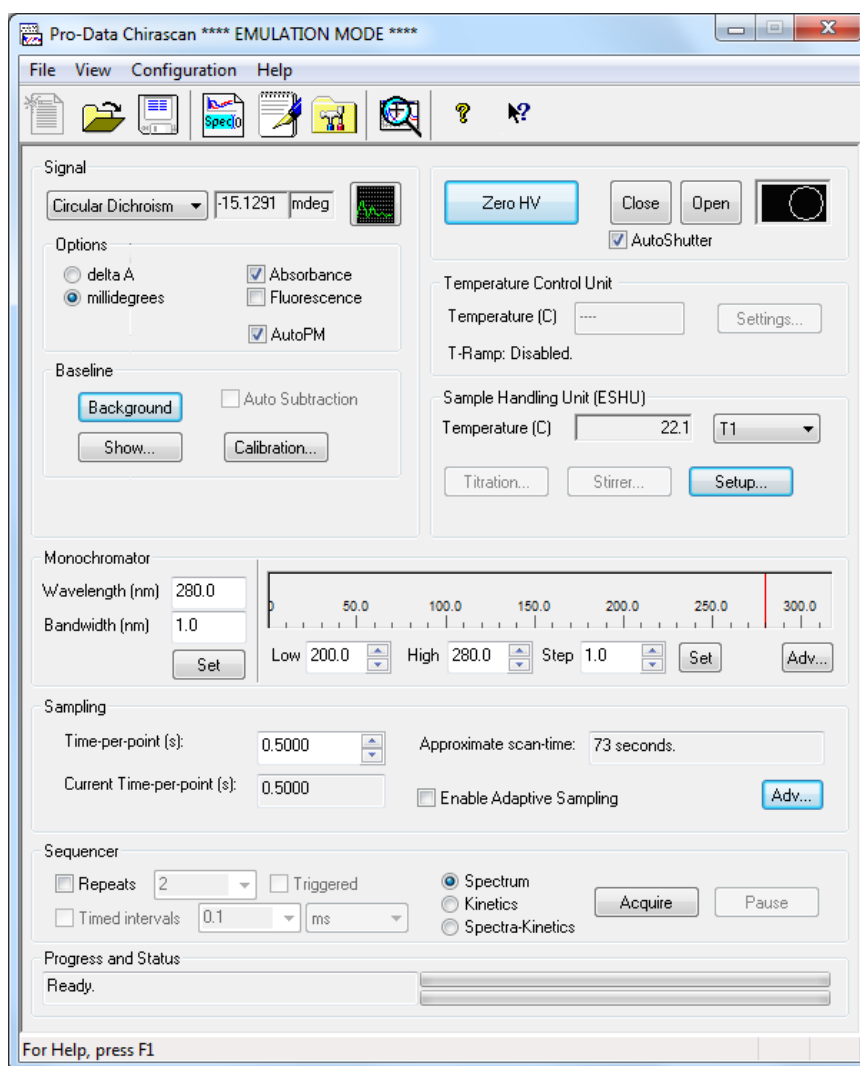 Pro-Data Chirascan **** EMULATION MODE ****
File View Configuration Help
Spec|o
Signal
Circular Dichroism -15.1291 mdeg
Options
delta A
millidegrees
Absorbance
Fluorescence
AutoPM
Baseline
Background
Auto Subtraction
Show...
Calibration...
Zero HV Close Open
AutoShutter
Temperature Control Unit
Temperature (C) ---- Settings...
T-Ramp: Disabled.
Sample Handling Unit (ESHU)
Temperature (C) 22.1 T1
Titration... Stirrer... Setup...
Monochromator
Wavelength (nm) 280.0
Bandwidth (nm) 1.0
Set
0 50.0 100.0 150.0 200.0 250.0 300.0
Low 200.0 High 280.0 Step 1.0 Set Adv...
Sampling
Time-per-point (s): 0.5000 Approximate scan-time: 73 seconds.
Current Time-per-point (s): 0.5000 Enable Adaptive Sampling Adv...
Sequencer
Repeats 2 Triggered
Timed intervals 0.1 ms
Spectrum
Kinetics
Spectra-Kinetics
Acquire Pause
Progress and Status
Ready.
For Help, press F1